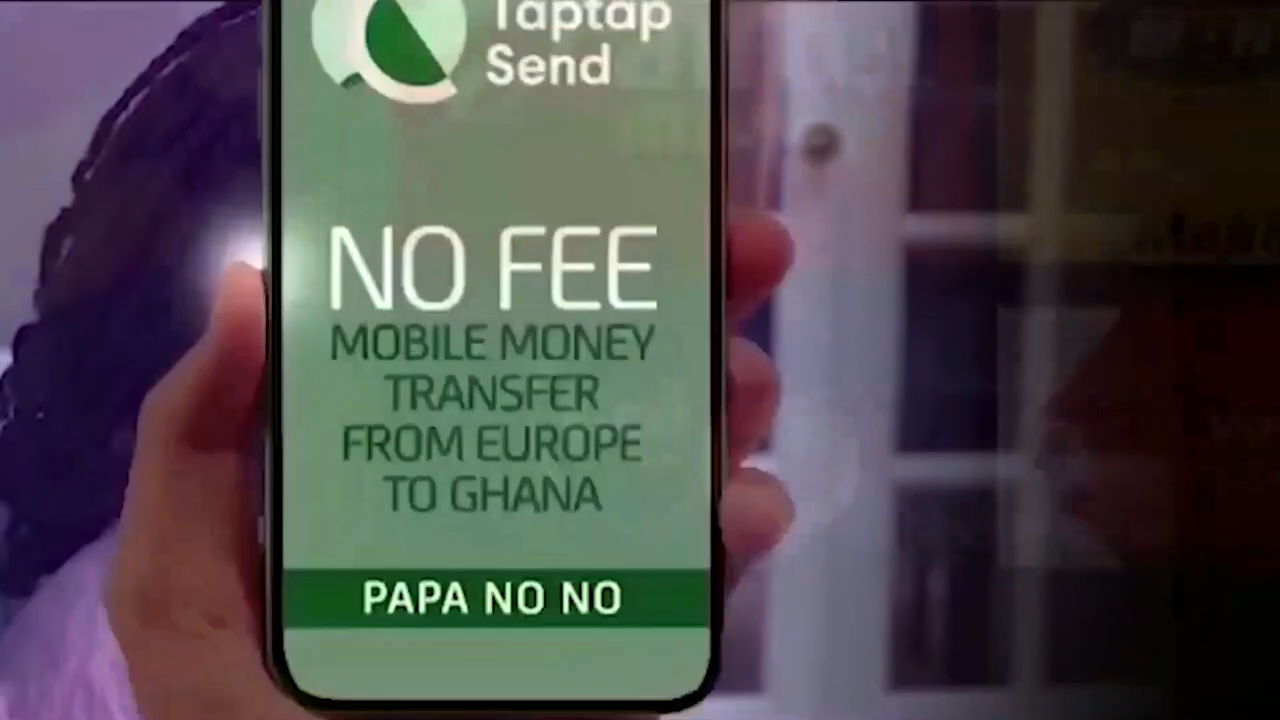 Taptap
Send
NO FEE
MOBILE MONEY
TRANSFER
FROM EUROPE
TO GHANA
PAPA NO NO